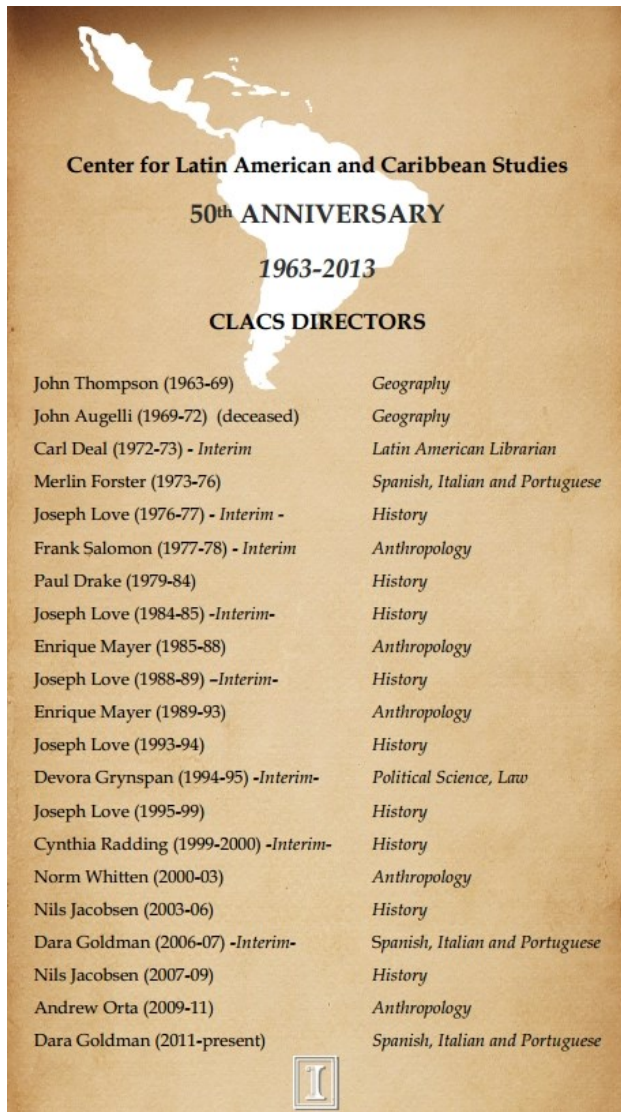 Center for Latin American and Caribbean Studies
50th ANNIVERSARY
1963-2013
CLACS DIRECTORS
John Thompson (1963-69) Geography
John Augelli (1969-72) (deceased) Geography
Carl Deal (1972-73) - Interim Latin American Librarian
Merlin Forster (1973-76) Spanish, Italian and Portuguese
Joseph Love (1976-77) - Interim - History
Frank Salomon (1977-78) - Interim Anthropology
Paul Drake (1979-84) History
Joseph Love (1984-85) -Interim- History
Enrique Mayer (1985-88) Anthropology
Joseph Love (1988-89) –Interim- History
Enrique Mayer (1989-93) Anthropology
Joseph Love (1993-94) History
Devora Grynspan (1994-95) -Interim- Political Science, Law
Joseph Love (1995-99) History
Cynthia Radding (1999-2000) -Interim- History
Norm Whitten (2000-03) Anthropology
Nils Jacobsen (2003-06) History
Dara Goldman (2006-07) -Interim- Spanish, Italian and Portuguese
Nils Jacobsen (2007-09) History
Andrew Orta (2009-11) Anthropology
Dara Goldman (2011-present) Spanish, Italian and Portuguese
I